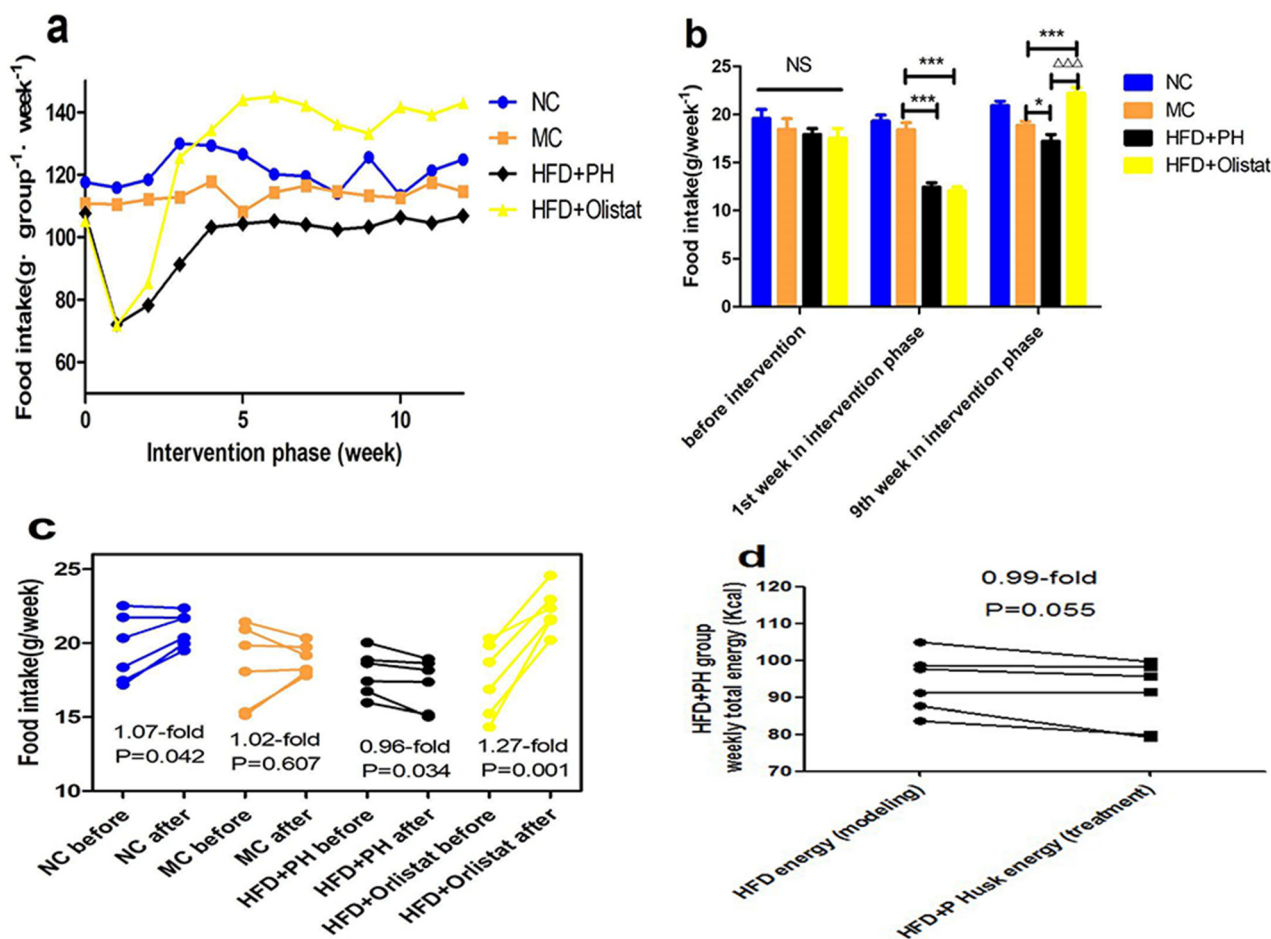 a
Food intake(g· group⁻¹· week⁻¹)
140
120
100
80
60
0
5
10
Intervention phase (week)
NC
MC
HFD+PH
HFD+Olistat
b
Food intake(g/week⁻¹)
25
20
15
10
5
0
NS
***
***
***
△△△
*
NC
MC
HFD+PH
HFD+Olistat
before intervention
1st week in intervention phase
9th week in intervention phase
c
Food intake(g/week)
25
20
15
10
1.07-fold
P=0.042
1.02-fold
P=0.607
0.96-fold
P=0.034
1.27-fold
P=0.001
NC before
NC after
MC before
MC after
HFD+PH before
HFD+PH after
HFD+Orlistat before
HFD+Orlistat after
d
HFD+PH group
weekly total energy (Kcal)
120
110
100
90
80
70
0.99-fold
P=0.055
HFD energy (modeling)
HFD+P Husk energy (treatment)